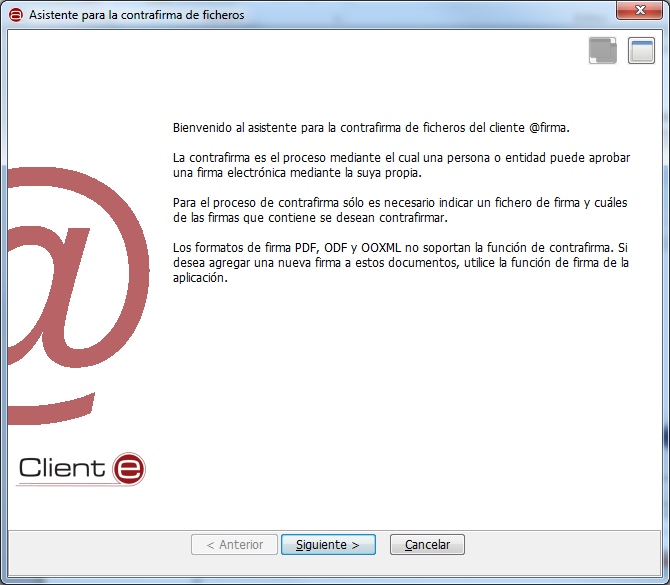 Asistente para la contrafirma de ficheros
Bienvenido al asistente para la contrafirma de ficheros del cliente @firma.
La contrafirma es el proceso mediante el cual una persona o entidad puede aprobar
una firma electrónica mediante la suya propia.
Para el proceso de contrafirma sólo es necesario indicar un fichero de firma y cuáles
de las firmas que contiene se desean contrafirmar.
Los formatos de firma PDF, ODF y OOXML no soportan la función de contrafirma. Si
desea agregar una nueva firma a estos documentos, utilice la función de firma de la
aplicación.
@
Client e
< Anterior
Siguiente >
Cancelar